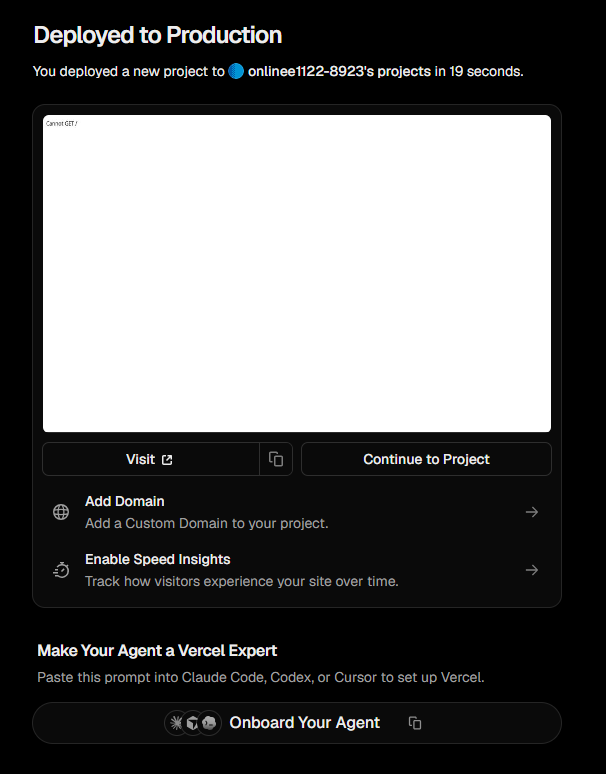 Deployed to Production
You deployed a new project to onlinee1122-8923's projects in 19 seconds.
Cannot GET /
Visit
Continue to Project
Add Domain
Add a Custom Domain to your project.
Enable Speed Insights
Track how visitors experience your site over time.
Make Your Agent a Vercel Expert
Paste this prompt into Claude Code, Codex, or Cursor to set up Vercel.
Onboard Your Agent